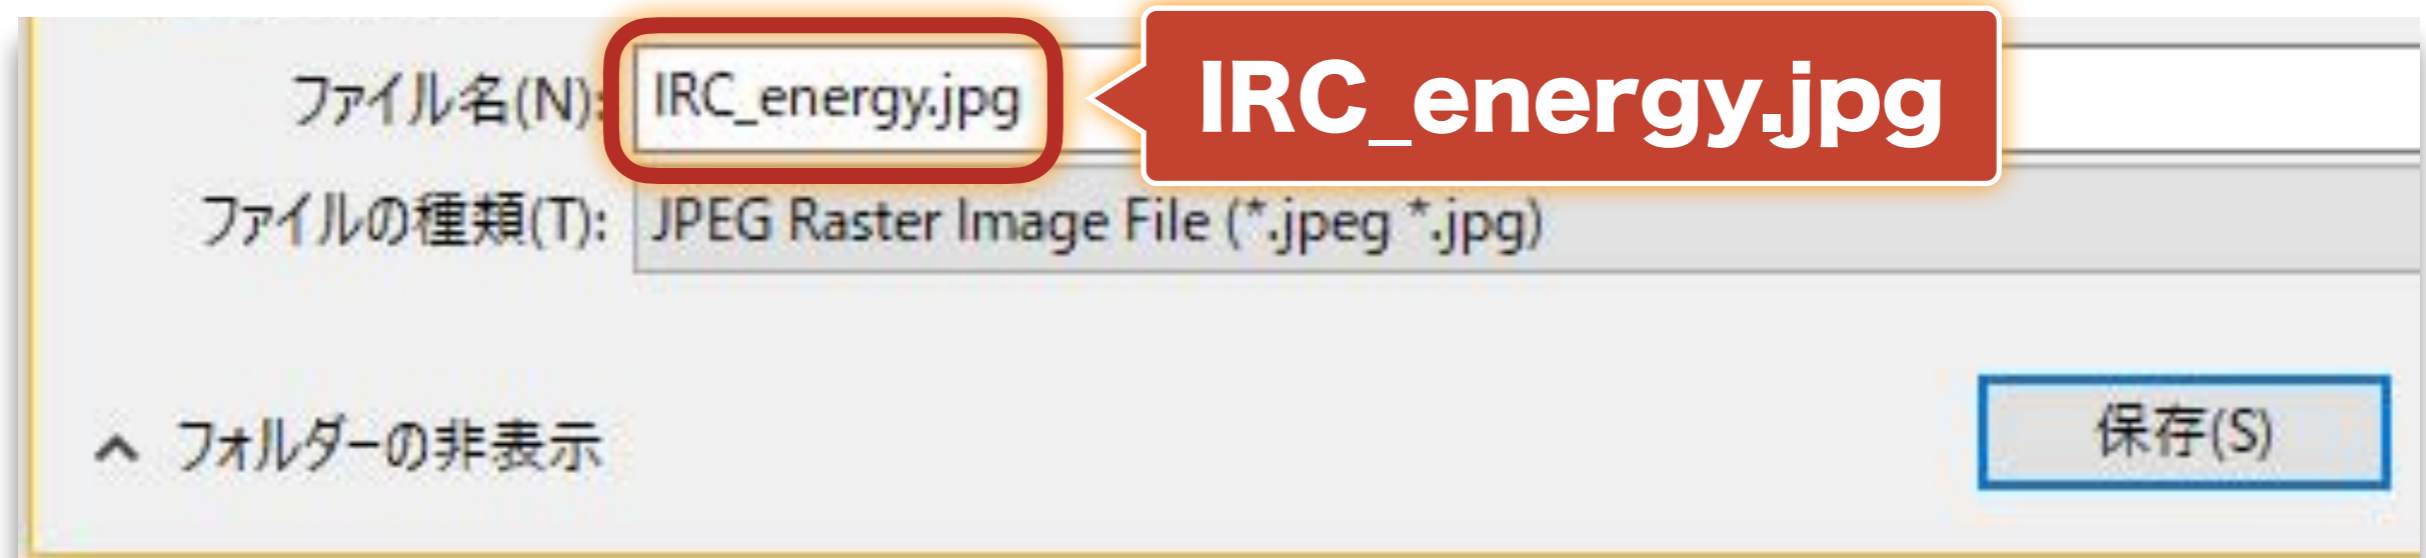 ファイル名(N): IRC_energy.jpg
IRC_energy.jpg
ファイルの種類(T): JPEG Raster Image File (*.jpeg *.jpg)
フォルダーの非表示
保存(S)